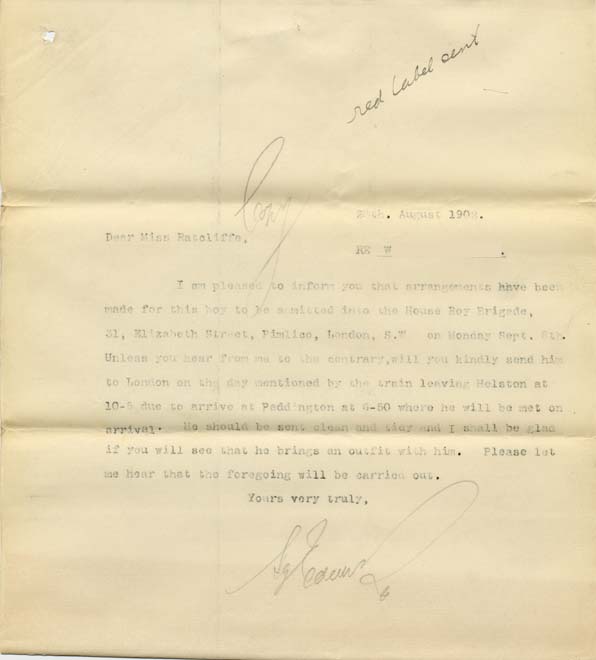 red label sent
Copy
August 190
Dear Miss Ratcliffe,
RE W .
I am pleased to inform you that arrangements have been
made for this boy to be admitted into the House Boy Brigade,
31, Elizabeth Street, Pimlico, London, S.W on Monday Sept. 8th.
Unless you hear from me to the contrary,will you kindly send him
to London on the day mentioned by the train leaving Helston at
10-5 due to arrive at Paddington at 6-50 where he will be met on
arrival. He should be sent clean and tidy and I shall be glad
if you will see that he brings an outfit with him. Please let
me hear that the foregoing will be carried out.
Yours very truly,